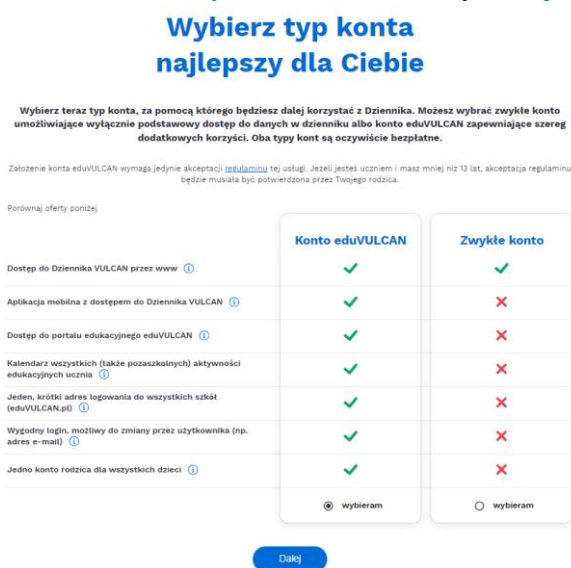 Wybierz typ konta
najlepszy dla Ciebie
Wybierz teraz typ konta, za pomocą którego będziesz dalej korzystać z Dziennika. Możesz wybrać zwykłe konto
umożliwiające wyłącznie podstawowy dostęp do danych w dzienniku albo konto eduVULCAN zapewniające szereg
dodatkowych korzyści. Oba typy kont są oczywiście bezpłatne.
Założenie konta eduVULCAN wymaga jedynie akceptacji regulaminu tej usługi. Jeżeli jesteś uczniem i masz mniej niż 13 lat, akceptacja regulaminu
będzie musiała być potwierdzona przez Twojego rodzica.
Porównaj oferty poniżej
Konto eduVULCAN Zwykłe konto
Dostęp do Dziennika VULCAN przez www
Aplikacja mobilna z dostępem do Dziennika VULCAN
Dostęp do portalu edukacyjnego eduVULCAN
Kalendarz wszystkich (także pozaszkolnych) aktywności
edukacyjnych ucznia
Jeden, krótki adres logowania do wszystkich szkół
(eduVULCAN.pl)
Wygodny login, możliwy do zmiany przez użytkownika (np.
adres e-mail)
Jedno konto rodzica dla wszystkich dzieci
wybieram wybieram
Dalej